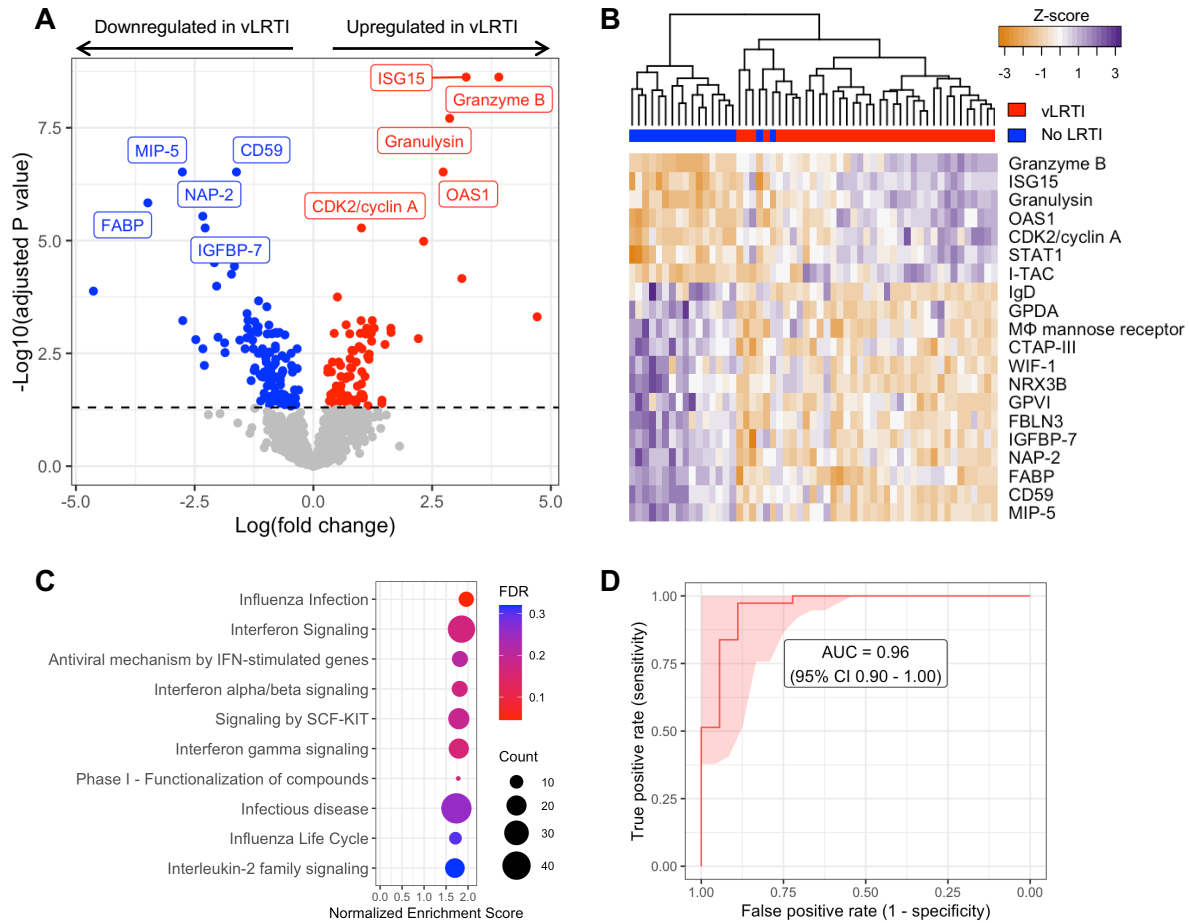 A
Downregulated in vLRTI
Upregulated in vLRTI
ISG15
Granzyme B
Granulysin
OAS1
CDK2/cyclin A
MIP-5
CD59
NAP-2
FABP
IGFBP-7
-Log10(adjusted P value)
7.5
5.0
2.5
0.0
-5.0
-2.5
0.0
2.5
5.0
Log(fold change)
B
Z-score
-3
-1
1
3
vLRTI
No LRTI
Granzyme B
ISG15
Granulysin
OAS1
CDK2/cyclin A
STAT1
I-TAC
IgD
GPDA
MΦ mannose receptor
CTAP-III
WIF-1
NRX3B
GPVI
FBLN3
IGFBP-7
NAP-2
FABP
CD59
MIP-5
C
Influenza Infection
Interferon Signaling
Antiviral mechanism by IFN-stimulated genes
Interferon alpha/beta signaling
Signaling by SCF-KIT
Interferon gamma signaling
Phase I - Functionalization of compounds
Infectious disease
Influenza Life Cycle
Interleukin-2 family signaling
0.0 0.5 1.0 1.5 2.0
Normalized Enrichment Score
FDR
0.3
0.2
0.1
Count
10
20
30
40
D
True positive rate (sensitivity)
1.00
0.75
0.50
0.25
0.00
AUC = 0.96
(95% CI 0.90 - 1.00)
1.00
0.75
0.50
0.25
0.00
False positive rate (1 - specificity)